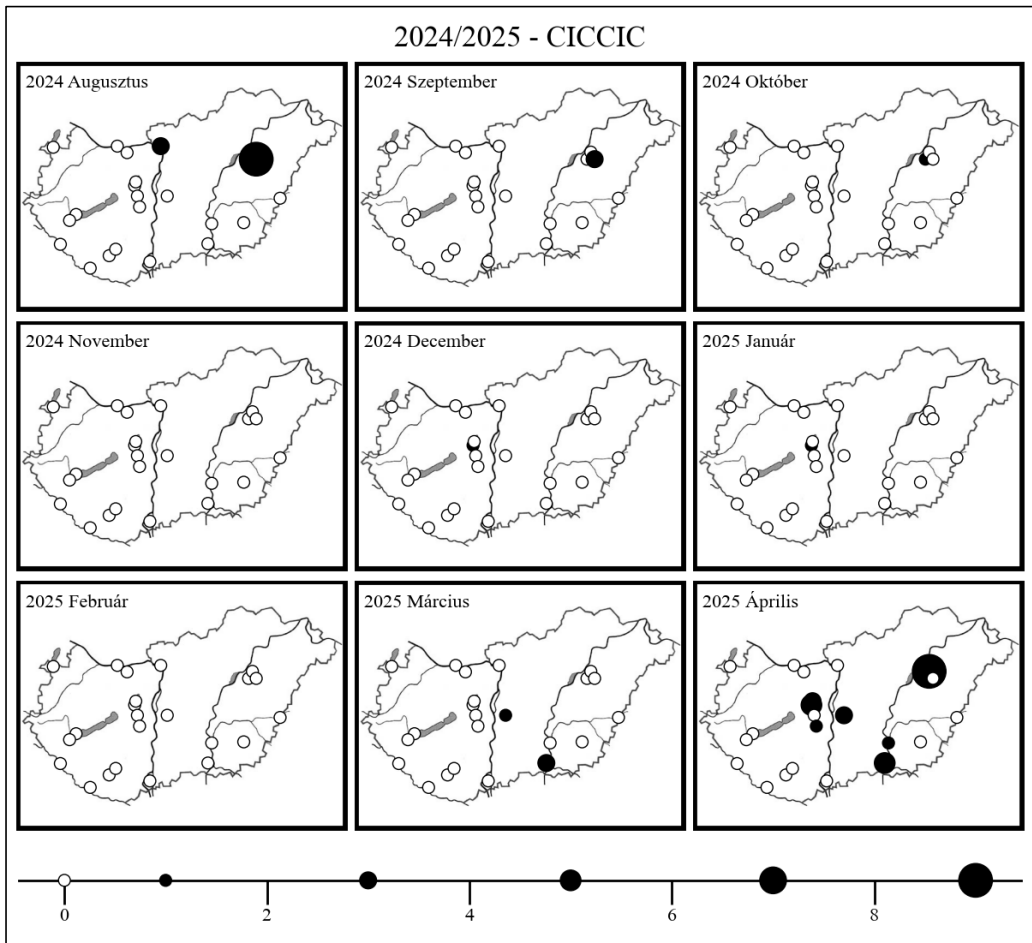 2024/2025 - CICCIC
2024 Augusztus
2024 Szeptember
2024 Október
2024 November
2024 December
2025 Január
2025 Február
2025 Március
2025 Április
0
2
4
6
8